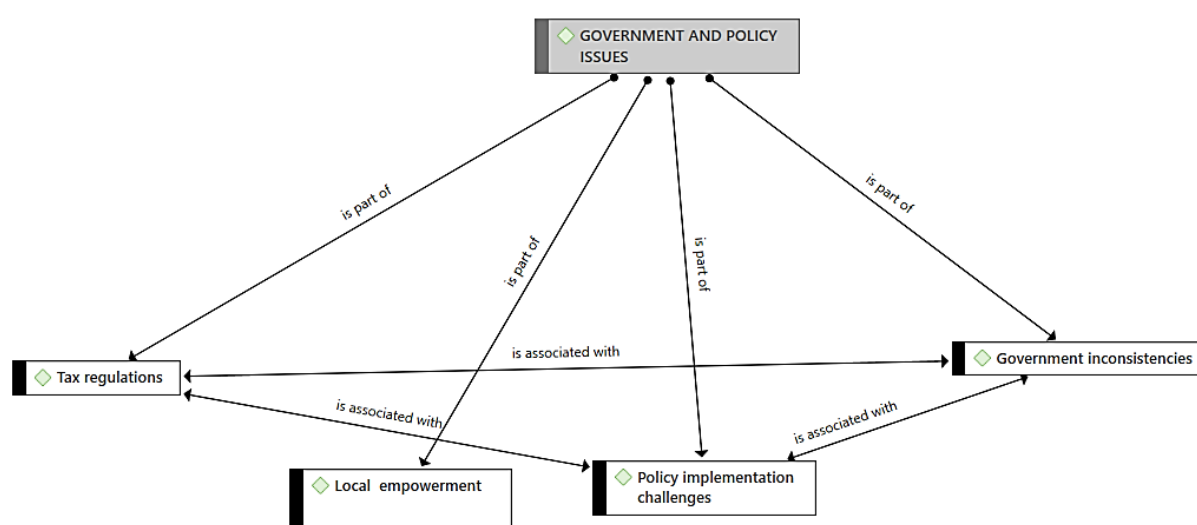 GOVERNMENT AND POLICY
ISSUES
is part of
is part of
is part of
is part of
is associated with
Government inconsistencies
Tax regulations
is associated with
is associated with
Local empowerment
Policy implementation
challenges